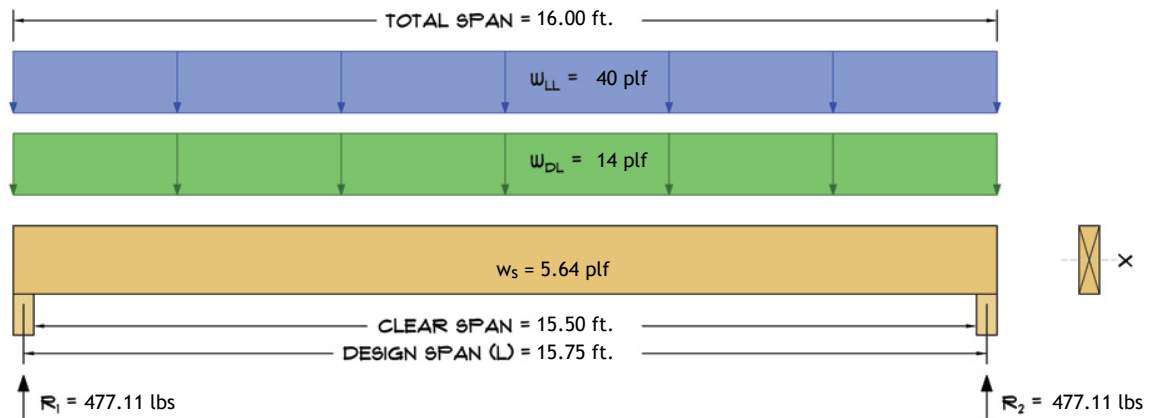 TOTAL SPAN = 16.00 ft.
WLL = 40 plf
WDL = 14 plf
ws = 5.64 plf
X
CLEAR SPAN = 15.50 ft.
DESIGN SPAN (L) = 15.75 ft.
R1 = 477.11 lbs
R2 = 477.11 lbs